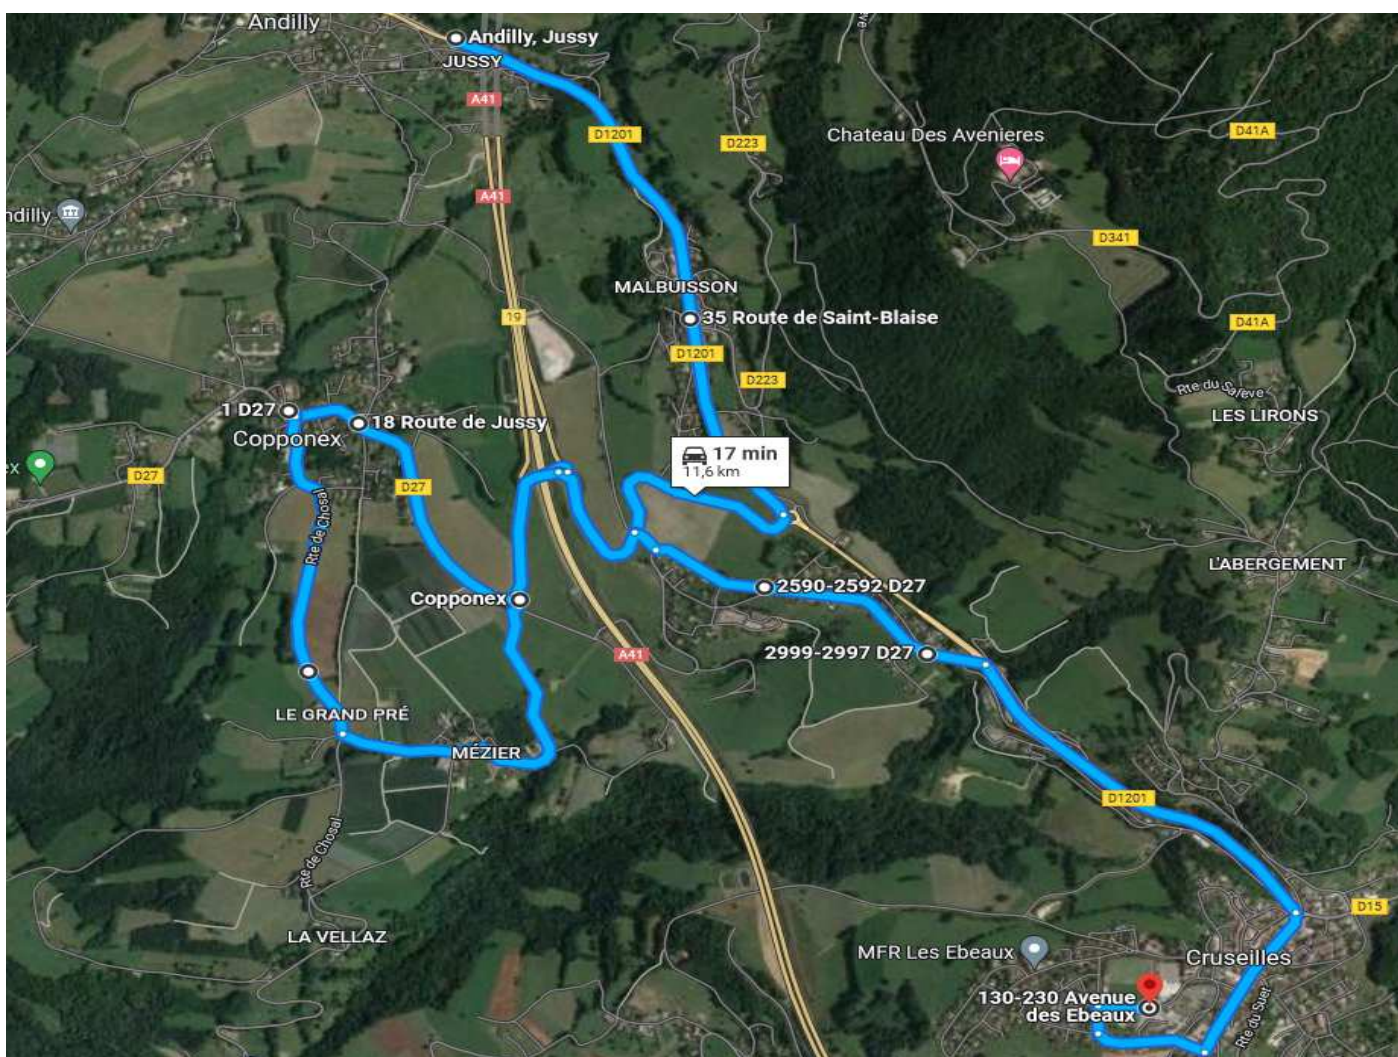 Andilly
Andilly, Jussy
JUSSY
A41
D1201
D223
Chateau Des Avenieres
D41A
A41
ndilly
D341
MALBUISSON
19
35 Route de Saint-Blaise
D41A
D1201
D223
Rte du Salève
LES LIRONS
1 D27
18 Route de Jussy
Copponex
17 min
11,6 km
ex
D27
D27
Rte de Chosal
L'ABERGEMENT
2590-2592 D27
Copponex
2999-2997 D27
A41
LE GRAND PRÉ
MÉZIER
D1201
Rte de Chosal
D15
LA VELLAZ
MFR Les Ebeaux
Cruseilles
130-230 Avenue
des Ebeaux
Rte du Suet